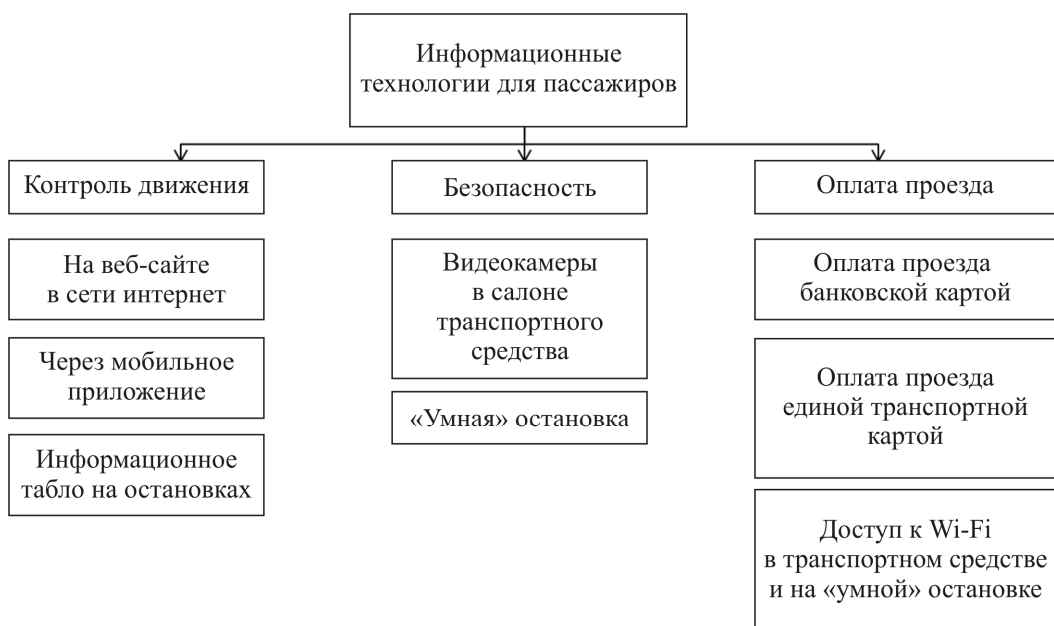 Информационные
технологии для пассажиров
Контроль движения
На веб-сайте
в сети интернет
Через мобильное
приложение
Информационное
табло на остановках
Безопасность
Видеокамеры
в салоне
транспортного
средства
«Умная» остановка
Оплата проезда
Оплата проезда
банковской картой
Оплата проезда
единой транспортной
картой
Доступ к Wi-Fi
в транспортном средстве
и на «умной» остановке